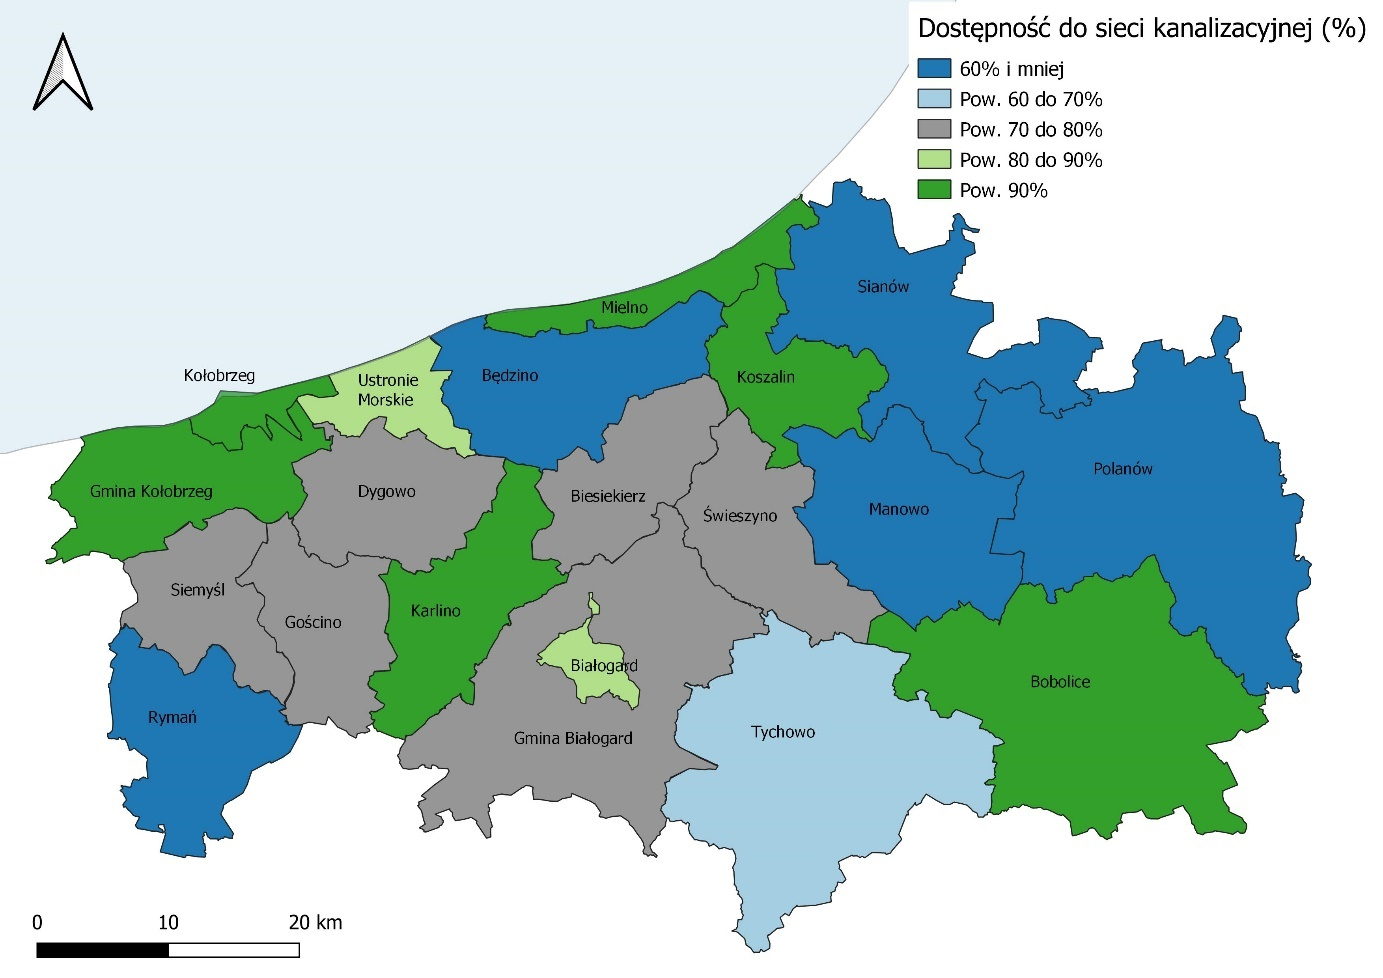 Dostępność do sieci kanalizacyjnej (%)
60% i mniej
Pow. 60 do 70%
Pow. 70 do 80%
Pow. 80 do 90%
Pow. 90%
Sianów
Mielno
Kołobrzeg
Ustronie
Morskie
Będzino
Koszalin
Polanów
Gmina Kołobrzeg
Dygowo
Biesiekierz
Świeszyno
Manowo
Siemyśl
Gościno
Karlino
Białogard
Bobolice
Rymań
Gmina Białogard
Tychowo
0 10 20 km